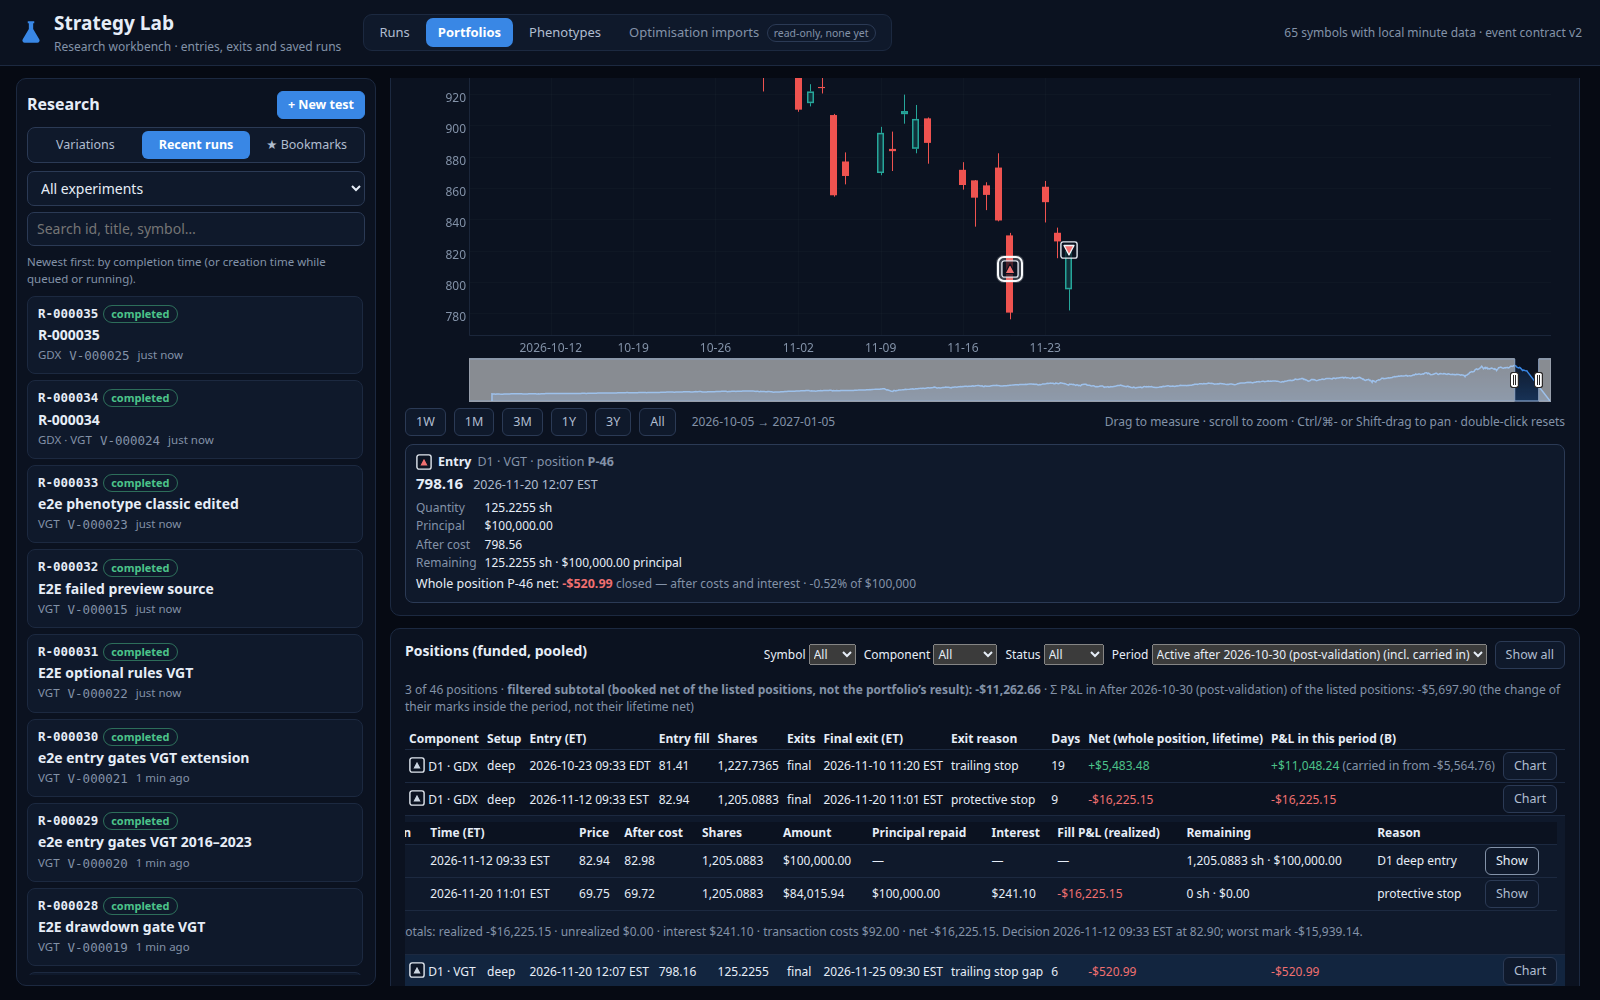 Strategy Lab
Research workbench · entries, exits and saved runs
Runs
Portfolios
Phenotypes
Optimisation imports
read-only, none yet
65 symbols with local minute data · event contract v2
Research
+ New test
Variations
Recent runs
★ Bookmarks
All experiments
Search id, title, symbol...
Newest first: by completion time (or creation time while
queued or running).
R-000035 completed
R-000035
GDX V-000025 just now
R-000034 completed
R-000034
GDX · VGT V-000024 just now
R-000033 completed
e2e phenotype classic edited
VGT V-000023 just now
R-000032 completed
E2E failed preview source
VGT V-000015 just now
R-000031 completed
E2E optional rules VGT
VGT V-000022 just now
R-000030 completed
e2e entry gates VGT extension
VGT V-000021 1 min ago
R-000029 completed
e2e entry gates VGT 2016–2023
VGT V-000020 1 min ago
R-000028 completed
E2E drawdown gate VGT
VGT V-000019 1 min ago
920
900
880
860
840
820
800
780
2026-10-12 10-19 10-26 11-02 11-09 11-16 11-23
1W 1M 3M 1Y 3Y All 2026-10-05 → 2027-01-05
Drag to measure · scroll to zoom · Ctrl/⌘- or Shift-drag to pan · double-click resets
Entry D1 · VGT · position P-46
798.16 2026-11-20 12:07 EST
Quantity 125.2255 sh
Principal $100,000.00
After cost 798.56
Remaining 125.2255 sh · $100,000.00 principal
Whole position P-46 net: -$520.99 closed — after costs and interest · -0.52% of $100,000
Positions (funded, pooled)
Symbol All Component All Status All Period Active after 2026-10-30 (post-validation) (incl. carried in) Show all
3 of 46 positions · filtered subtotal (booked net of the listed positions, not the portfolio's result): -$11,262.66 · Σ P&L in After 2026-10-30 (post-validation) of the listed positions: -$5,697.90 (the change of
their marks inside the period, not their lifetime net)
Component Setup Entry (ET) Entry fill Shares Exits Final exit (ET) Exit reason Days Net (whole position, lifetime) P&L in this period (B)
D1 · GDX deep 2026-10-23 09:33 EDT 81.41 1,227.7365 final 2026-11-10 11:20 EST trailing stop 19 +$5,483.48 +$11,048.24 (carried in from -$5,564.76) Chart
D1 · GDX deep 2026-11-12 09:33 EST 82.94 1,205.0883 final 2026-11-20 11:01 EST protective stop 9 -$16,225.15 -$16,225.15 Chart
n Time (ET) Price After cost Shares Amount Principal repaid Interest Fill P&L (realized) Remaining Reason
2026-11-12 09:33 EST 82.94 82.98 1,205.0883 $100,000.00 — — — 1,205.0883 sh · $100,000.00 D1 deep entry Show
2026-11-20 11:01 EST 69.75 69.72 1,205.0883 $84,015.94 $100,000.00 $241.10 -$16,225.15 0 sh · $0.00 protective stop Show
otals: realized -$16,225.15 · unrealized $0.00 · interest $241.10 · transaction costs $92.00 · net -$16,225.15. Decision 2026-11-12 09:33 EST at 82.90; worst mark -$15,939.14.
D1 · VGT deep 2026-11-20 12:07 EST 798.16 125.2255 final 2026-11-25 09:30 EST trailing stop gap 6 -$520.99 -$520.99 Chart